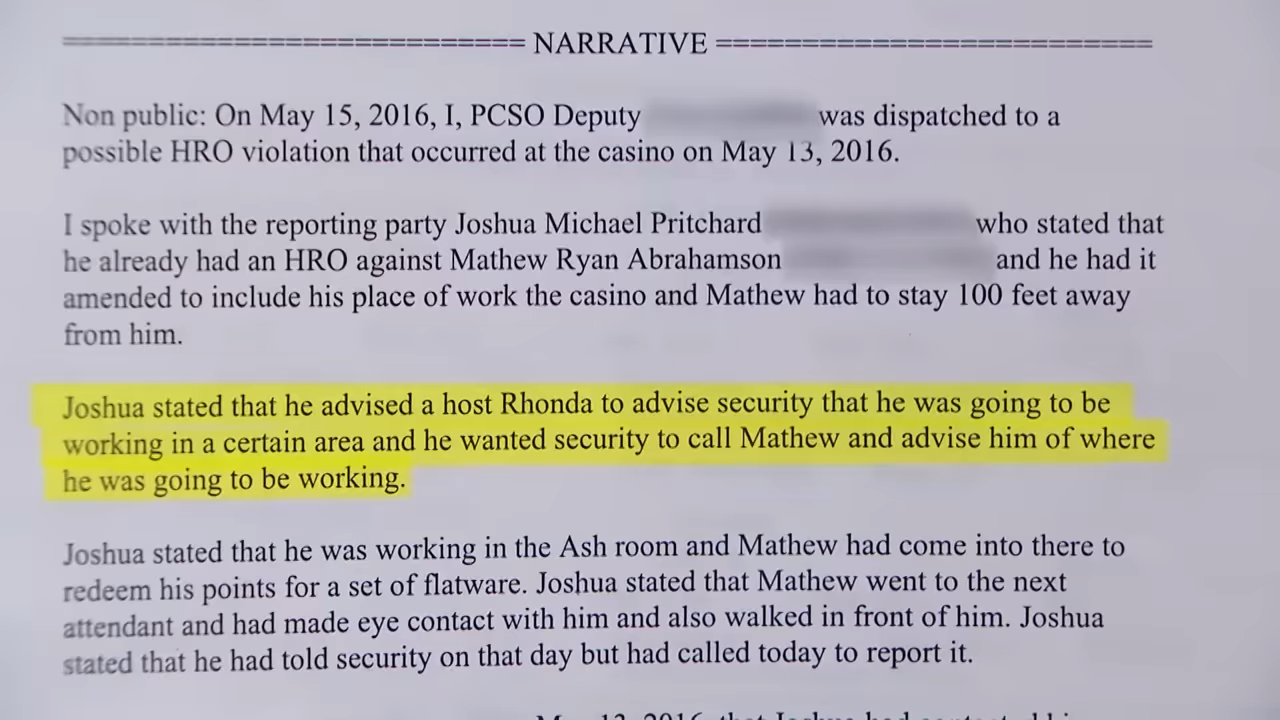 ============================ NARRATIVE ===========================
Non public: On May 15, 2016, I, PCSO Deputy was dispatched to a
possible HRO violation that occurred at the casino on May 13, 2016.
I spoke with the reporting party Joshua Michael Pritchard who stated that
he already had an HRO against Mathew Ryan Abrahamson and he had it
amended to include his place of work the casino and Mathew had to stay 100 feet away
from him.
Joshua stated that he advised a host Rhonda to advise security that he was going to be
working in a certain area and he wanted security to call Mathew and advise him of where
he was going to be working.
Joshua stated that he was working in the Ash room and Mathew had come into there to
redeem his points for a set of flatware. Joshua stated that Mathew went to the next
attendant and had made eye contact with him and also walked in front of him. Joshua
stated that he had told security on that day but had called today to report it.
2016, that Joshua had